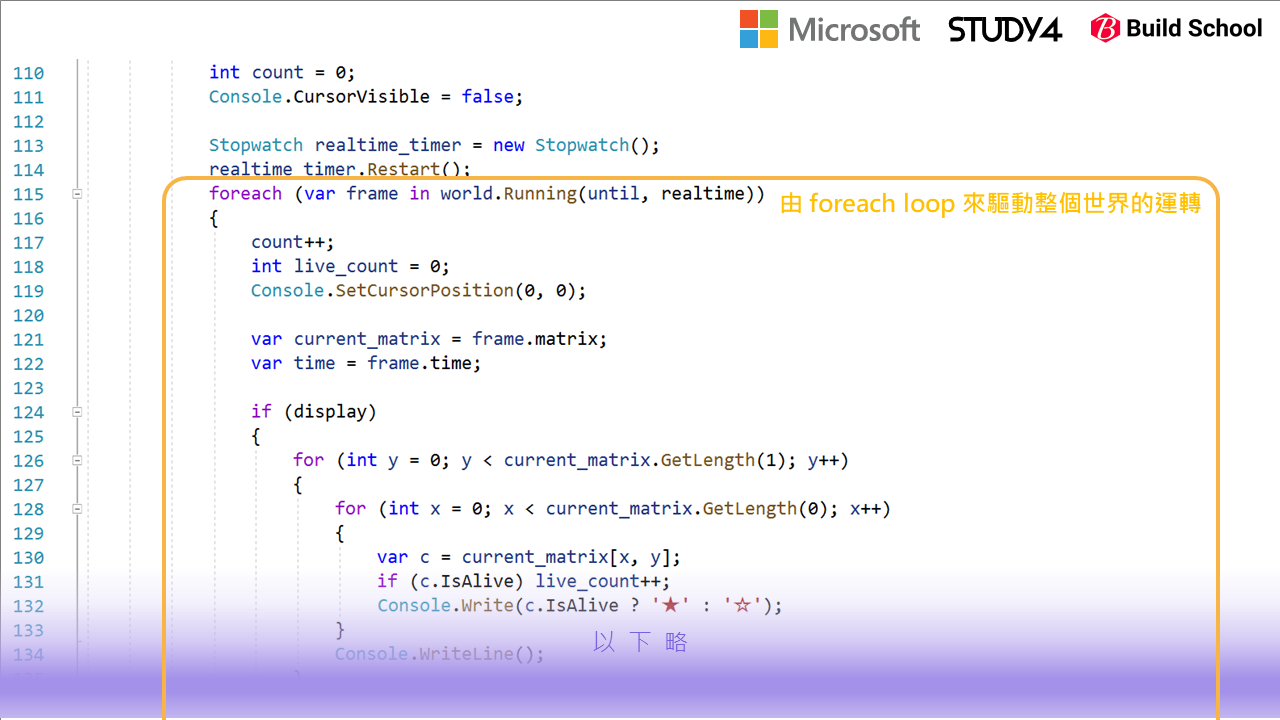 Microsoft STUDY4 Build School
110 int count = 0;
111 Console.CursorVisible = false;
112
113 Stopwatch realtime_timer = new Stopwatch();
114 realtime_timer.Restart();
115 foreach (var frame in world.Running(until, realtime))
由 foreach loop 來驅動整個世界的運轉
116 {
117 count++;
118 int live_count = 0;
119 Console.SetCursorPosition(0, 0);
120
121 var current_matrix = frame.matrix;
122 var time = frame.time;
123
124 if (display)
125 {
126 for (int y = 0; y < current_matrix.GetLength(1); y++)
127 {
128 for (int x = 0; x < current_matrix.GetLength(0); x++)
129 {
130 var c = current_matrix[x, y];
131 if (c.IsAlive) live_count++;
132 Console.Write(c.IsAlive ? '★' : '☆');
133 }
以下略
134 Console.WriteLine();